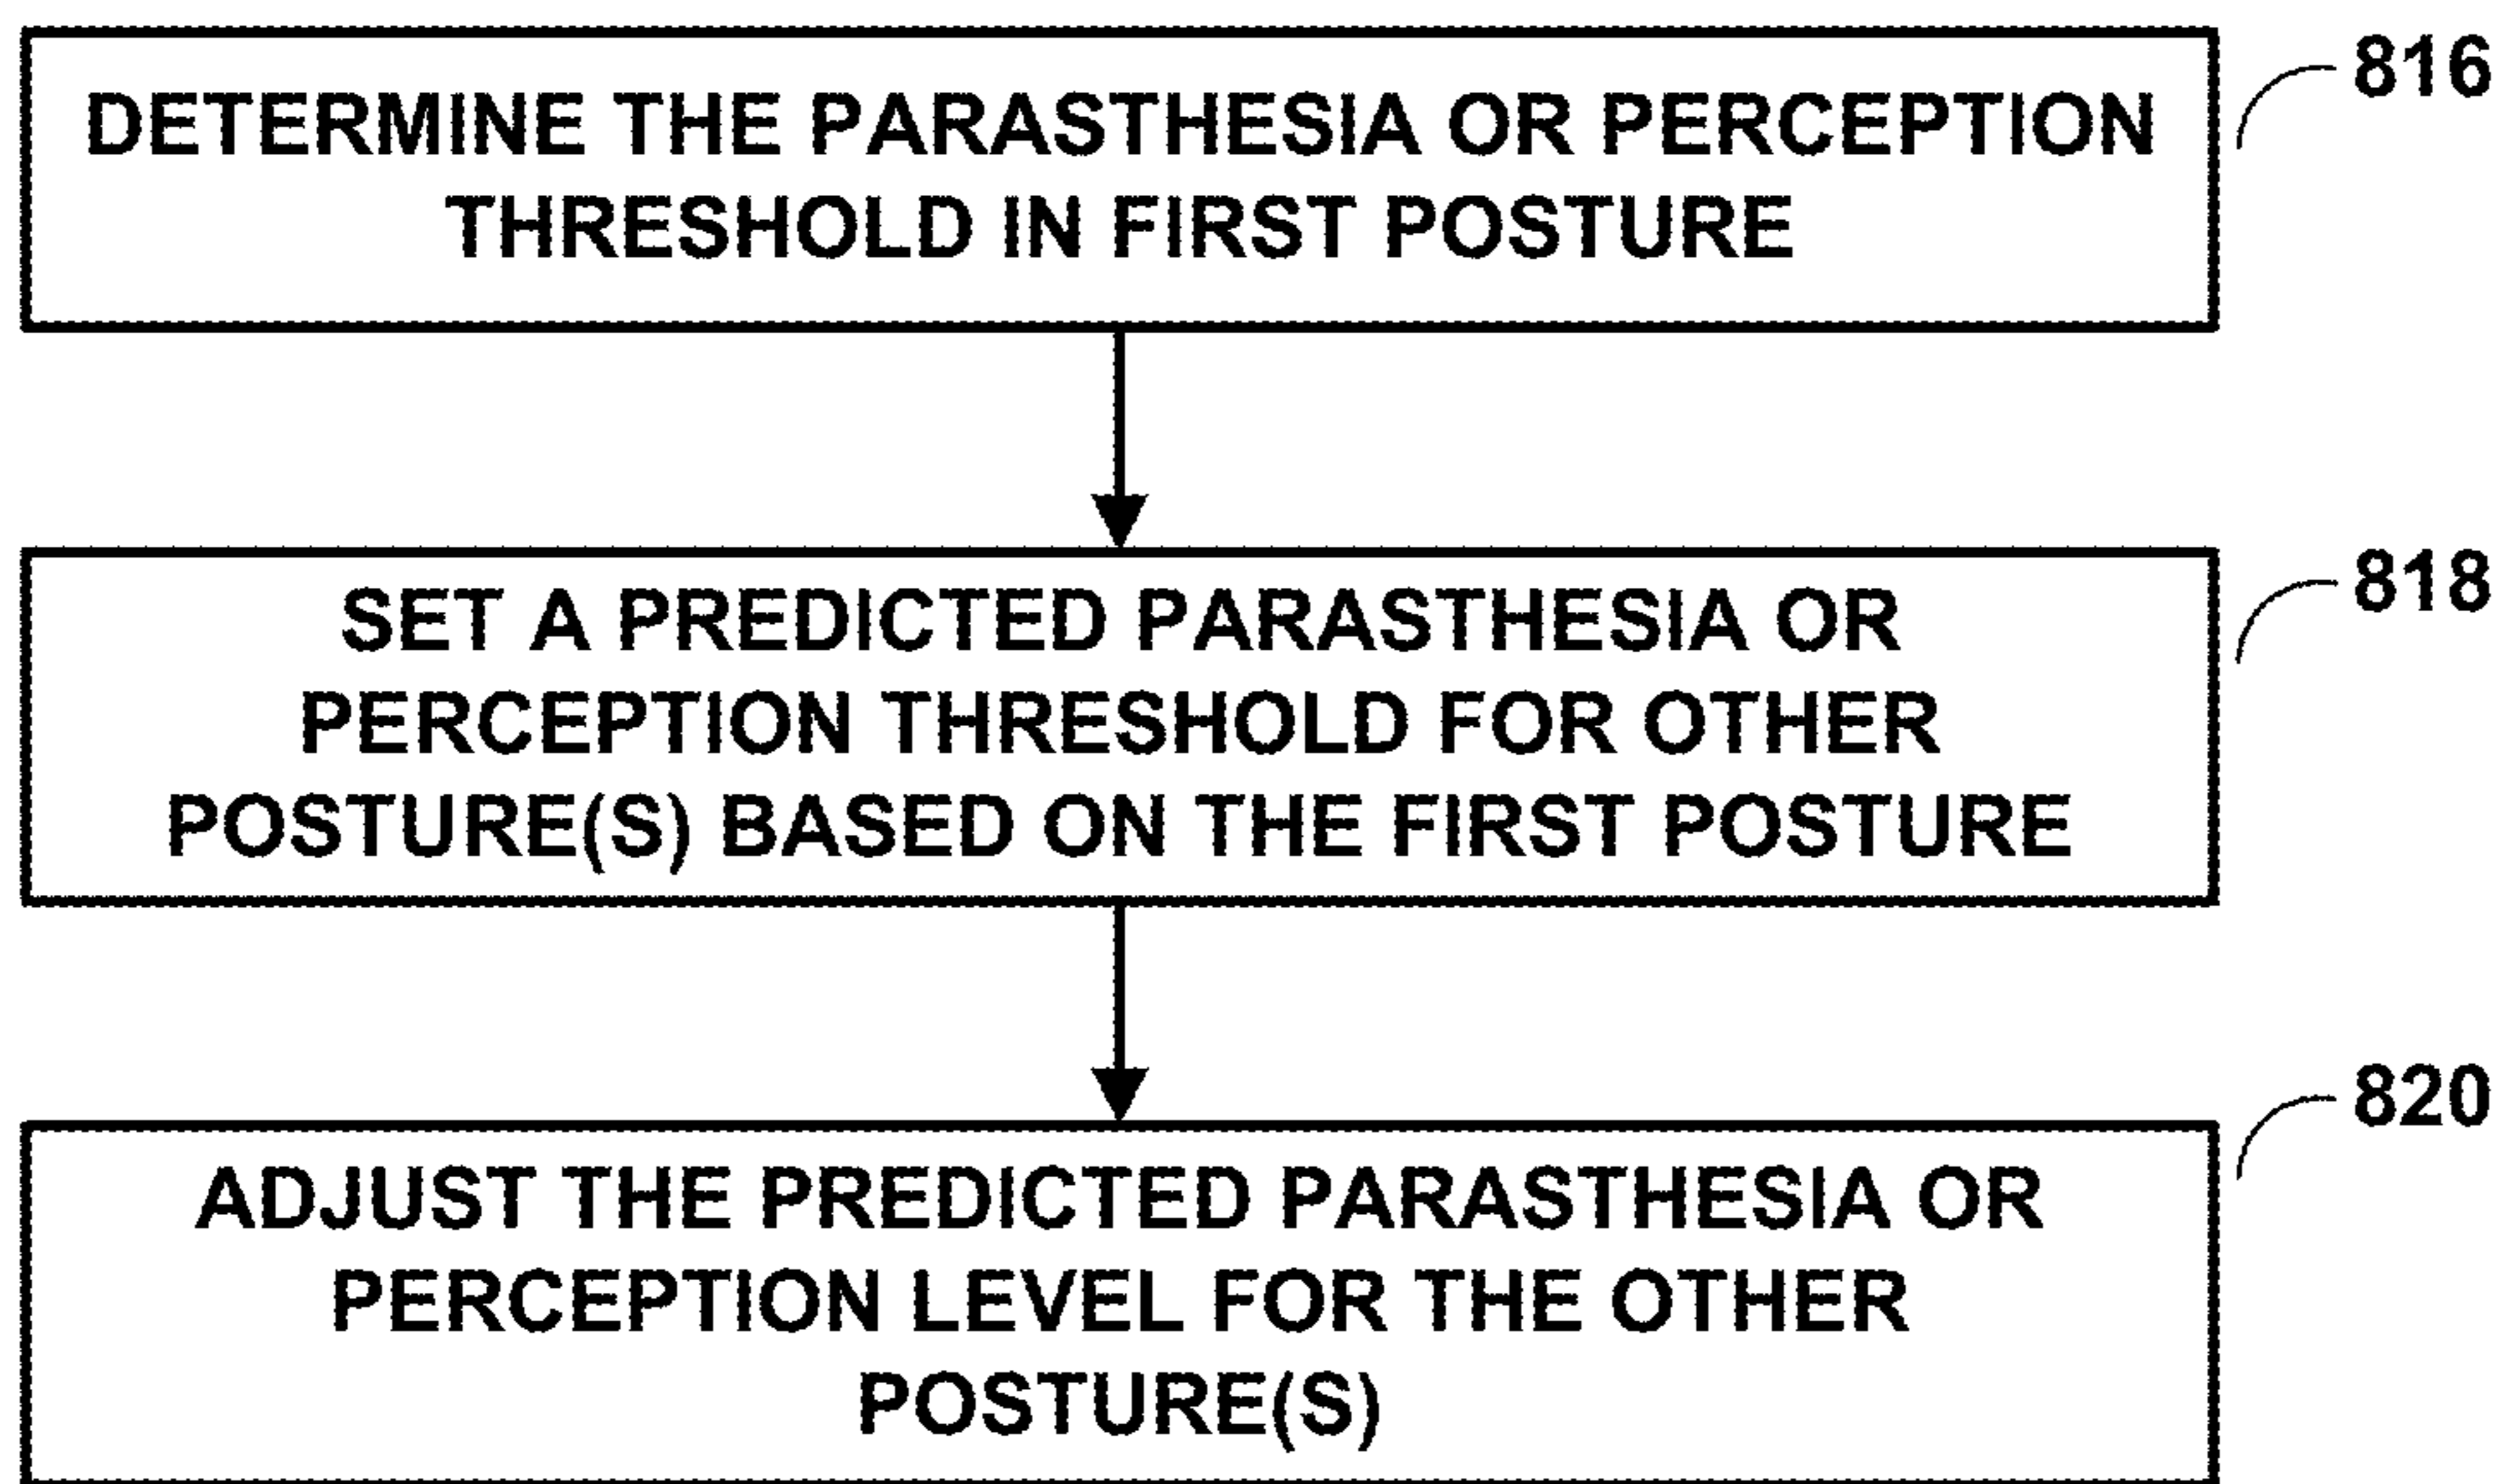 DETERMINE THE PARASTHESIA OR PERCEPTION
THRESHOLD IN FIRST POSTURE
816
SET A PREDICTED PARASTHESIA OR
PERCEPTION THRESHOLD FOR OTHER
POSTURE(S) BASED ON THE FIRST POSTURE
818
ADJUST THE PREDICTED PARASTHESIA OR
PERCEPTION LEVEL FOR THE OTHER
POSTURE(S)
820